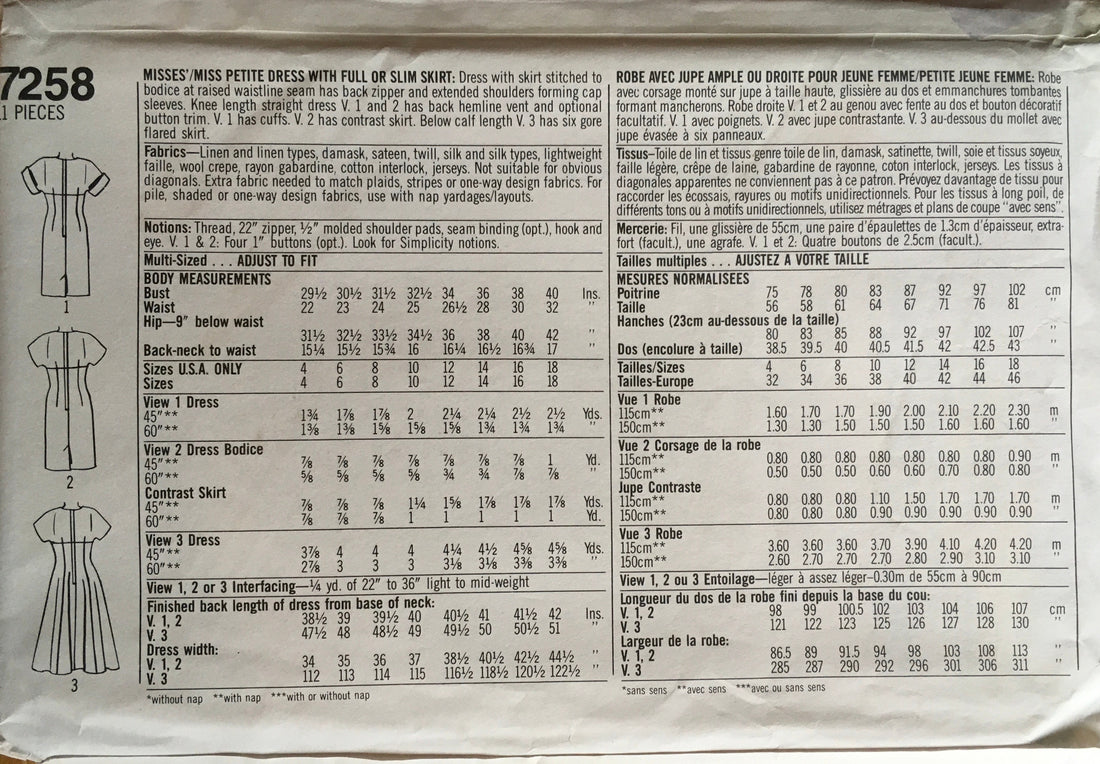 7258
1 PIECES
MISSES'/MISS PETITE DRESS WITH FULL OR SLIM SKIRT: Dress with skirt stitched to
bodice at raised waistline seam has back zipper and extended shoulders forming cap
sleeves. Knee length straight dress V. 1 and 2 has back hemline vent and optional
button trim. V. 1 has cuffs. V. 2 has contrast skirt. Below calf length V. 3 has six gore
flared skirt.
Fabrics—Linen and linen types, damask, sateen, twill, silk and silk types, lightweight
faille, wool crepe, rayon gabardine, cotton interlock, jerseys. Not suitable for obvious
diagonals. Extra fabric needed to match plaids, stripes or one-way design fabrics. For
pile, shaded or one-way design fabrics, use with nap yardages/layouts.
Notions: Thread, 22" zipper, ½" molded shoulder pads, seam binding (opt.), hook and
eye. V. 1 & 2: Four 1" buttons (opt.). Look for Simplicity notions.
Multi-Sized . . . ADJUST TO FIT
BODY MEASUREMENTS
Bust 29½ 30½ 31½ 32½ 34 36 38 40 Ins.
Waist 22 23 24 25 26½ 28 30 32 "
Hip—9" below waist
31½ 32½ 33½ 34½ 36 38 40 42 "
Back-neck to waist 15¼ 15½ 15¾ 16 16¼ 16½ 16¾ 17 "
Sizes U.S.A. ONLY 4 6 8 10 12 14 16 18
Sizes 4 6 8 10 12 14 16 18
View 1 Dress
45"** 1¾ 1⅞ 1⅞ 2 2¼ 2¼ 2½ 2½ Yds.
60"** 1⅜ 1⅜ 1⅝ 1⅝ 1⅝ 1¾ 1¾ 1¾ "
View 2 Dress Bodice
45"** ⅞ ⅞ ⅞ ⅞ ⅞ ⅞ ⅞ 1 Yd.
60"** ⅝ ⅝ ⅝ ⅝ ¾ ¾ ⅞ ⅞ "
Contrast Skirt
45"** ⅞ ⅞ ⅞ 1¼ 1⅝ 1⅞ 1⅞ 1⅞ Yds.
60"** ⅞ ⅞ ⅞ 1 1 1 1 1 Yd.
View 3 Dress
45"** 3⅞ 4 4 4 4¼ 4½ 4⅝ 4⅝ Yds.
60"** 2⅞ 3 3 3 3⅛ 3⅛ 3⅜ 3⅜ "
View 1, 2 or 3 Interfacing—¼ yd. of 22" to 36" light to mid-weight
Finished back length of dress from base of neck:
V. 1, 2 38½ 39 39½ 40 40½ 41 41½ 42 Ins.
V. 3 47½ 48 48½ 49 49½ 50 50½ 51 "
Dress width:
V. 1, 2 34 35 36 37 38½ 40½ 42½ 44½ "
V. 3 112 113 114 115 116½ 118½ 120½ 122½ "
*without nap **with nap ***with or without nap
1
2
3
ROBE AVEC JUPE AMPLE OU DROITE POUR JEUNE FEMME/PETITE JEUNE FEMME: Robe
avec corsage monté sur jupe à taille haute, glissière au dos et emmanchures tombantes
formant mancherons. Robe droite V. 1 et 2 au genou avec fente au dos et bouton décoratif
facultatif. V. 1 avec poignets. V. 2 avec jupe contrastante. V. 3 au-dessous du mollet avec
jupe évasée à six panneaux.
Tissus—Toile de lin et tissus genre toile de lin, damask, satinette, twill, soie et tissus soyeux,
faille légère, crêpe de laine, gabardine de rayonne, coton interlock, jerseys. Les tissus à
diagonales apparentes ne conviennent pas à ce patron. Prévoyez davantage de tissu pour
raccorder les écossais, rayures ou motifs unidirectionnels. Pour les tissus à long poil, de
différents tons ou à motifs unidirectionnels, utilisez métrages et plans de coupe "avec sens".
Mercerie: Fil, une glissière de 55cm, une paire d'épaulettes de 1.3cm d'épaisseur, extra-
fort (facult.), une agrafe. V. 1 et 2: Quatre boutons de 2.5cm (facult.).
Tailles multiples . . . AJUSTEZ A VOTRE TAILLE
MESURES NORMALISEES
Poitrine 75 78 80 83 87 92 97 102 cm
Taille 56 58 61 64 67 71 76 81 "
Hanches (23cm au-dessous de la taille)
80 83 85 88 92 97 102 107 "
Dos (encolure à taille) 38.5 39.5 40 40.5 41.5 42 42.5 43 "
Tailles/Sizes 4 6 8 10 12 14 16 18
Tailles-Europe 32 34 36 38 40 42 44 46
Vue 1 Robe
115cm** 1.60 1.70 1.70 1.90 2.00 2.10 2.20 2.30 m
150cm** 1.30 1.30 1.50 1.50 1.50 1.60 1.60 1.60 "
Vue 2 Corsage de la robe
115cm** 0.80 0.80 0.80 0.80 0.80 0.80 0.80 0.90 m
150cm** 0.50 0.50 0.50 0.60 0.60 0.70 0.80 0.80 "
Jupe Contraste
115cm** 0.80 0.80 0.80 1.10 1.50 1.70 1.70 1.70 m
150cm** 0.80 0.80 0.80 0.90 0.90 0.90 0.90 0.90 "
Vue 3 Robe
115cm** 3.60 3.60 3.60 3.70 3.90 4.10 4.20 4.20 m
150cm** 2.60 2.70 2.70 2.70 2.80 2.90 3.10 3.10 "
View 1, 2 ou 3 Entoilage—léger à assez léger-0.30m de 55cm à 90cm
Longueur du dos de la robe fini depuis la base du cou:
V. 1, 2 98 99 100.5 102 103 104 106 107 cm
V. 3 121 122 123 125 126 127 128 130 "
Largeur de la robe:
V. 1, 2 86.5 89 91.5 94 98 103 108 113 "
V. 3 285 287 290 292 296 301 306 311 "
*sans sens **avec sens ***avec ou sans sens